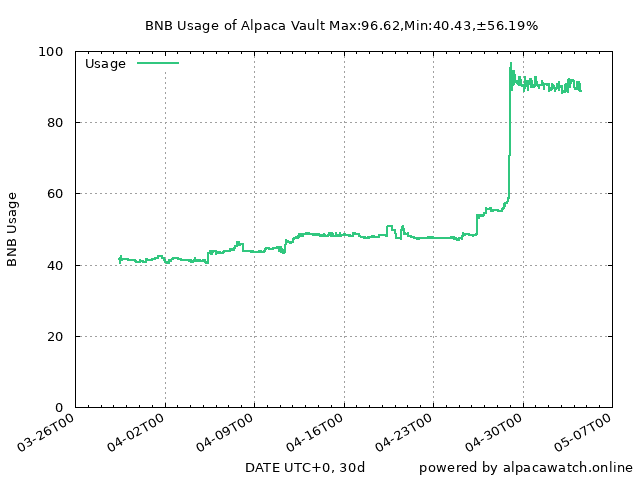 BNB Usage of Alpaca Vault Max:96.62,Min:40.43,±56.19%
Usage
100
80
60
40
20
0
BNB Usage
03-26T00
04-02T00
04-09T00
04-16T00
04-23T00
04-30T00
05-07T00
DATE UTC+0, 30d
powered by alpacawatch.online